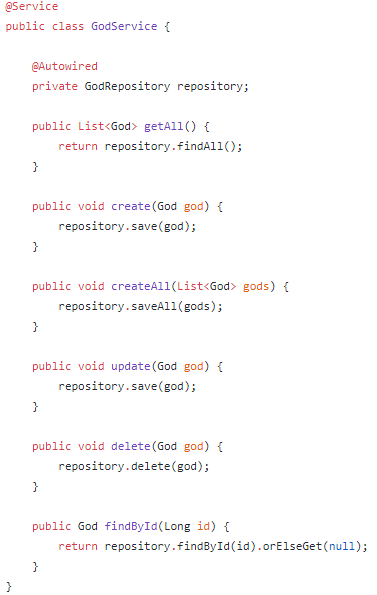 @Service
public class GodService {
@Autowired
private GodRepository repository;
public List<God> getAll() {
return repository.findAll();
}
public void create(God god) {
repository.save(god);
}
public void createAll(List<God> gods) {
repository.saveAll(gods);
}
public void update(God god) {
repository.save(god);
}
public void delete(God god) {
repository.delete(god);
}
public God findById(Long id) {
return repository.findById(id).orElseGet(null);
}
}